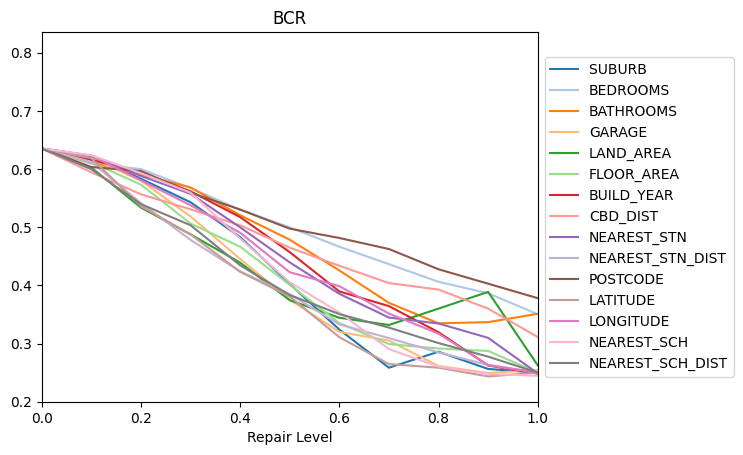 BCR
0.8
0.7
0.6
0.5
0.4
0.3
0.2
0.0 0.2 0.4 0.6 0.8 1.0
Repair Level
SUBURB
BEDROOMS
BATHROOMS
GARAGE
LAND_AREA
FLOOR_AREA
BUILD_YEAR
CBD_DIST
NEAREST_STN
NEAREST_STN_DIST
POSTCODE
LATITUDE
LONGITUDE
NEAREST_SCH
NEAREST_SCH_DIST